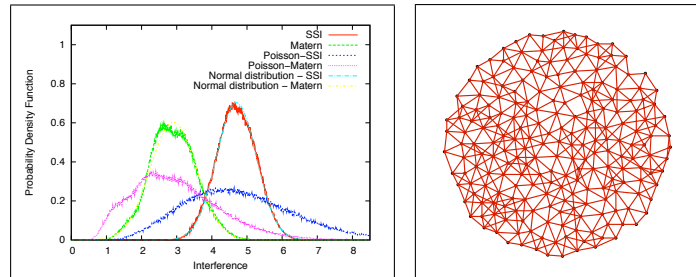 SSI
Matern
Poisson-SSI
Poisson-Matern
Normal distribution - SSI
Normal distribution - Matern
Probability Density Function
1
0.8
0.6
0.4
0.2
0
0 1 2 3 4 5 6 7 8
Interference